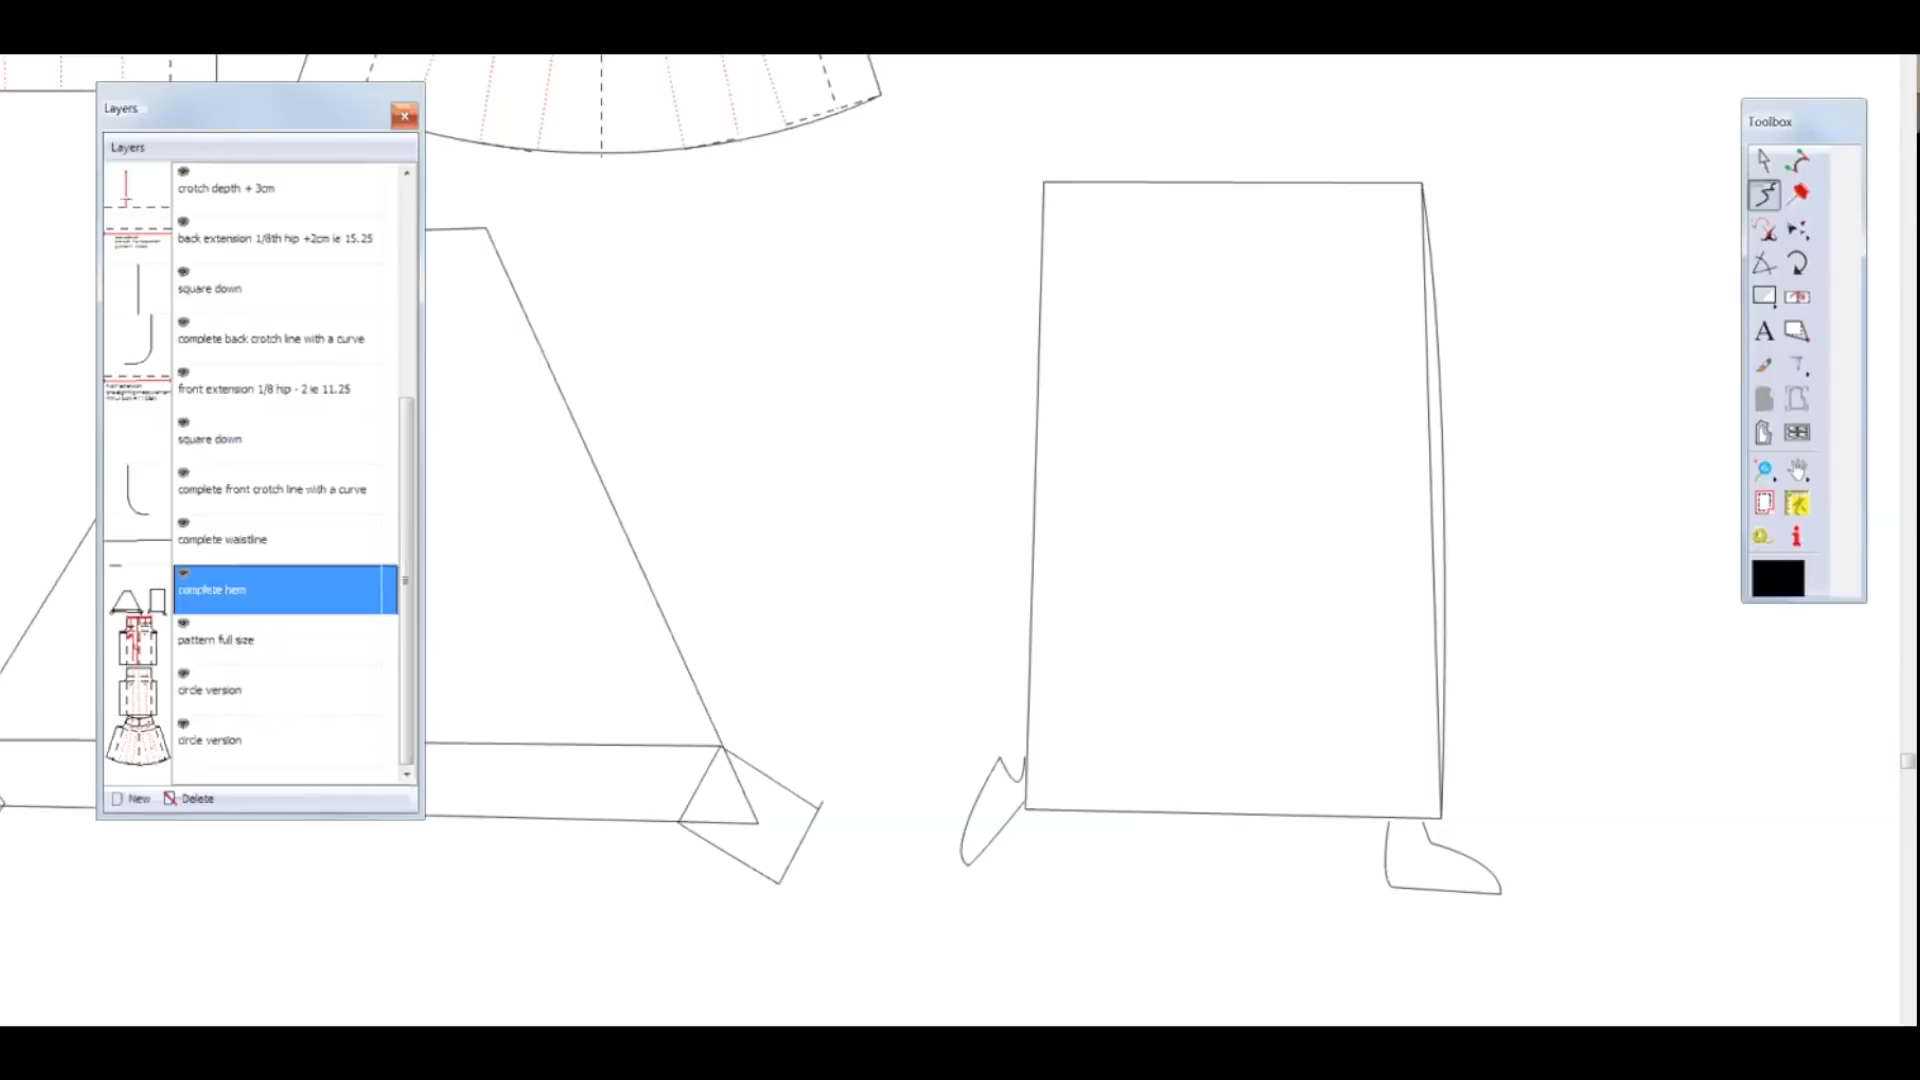 Layers
Layers
crotch depth + 3cm
back extension 1/8th hip +2cm ie 15.25
square down
complete back crotch line with a curve
front extension 1/8 hip - 2 ie 11.25
square down
complete front crotch line with a curve
complete waistline
complete hem
pattern full size
circle version
circle version
New Delete
Toolbox
A